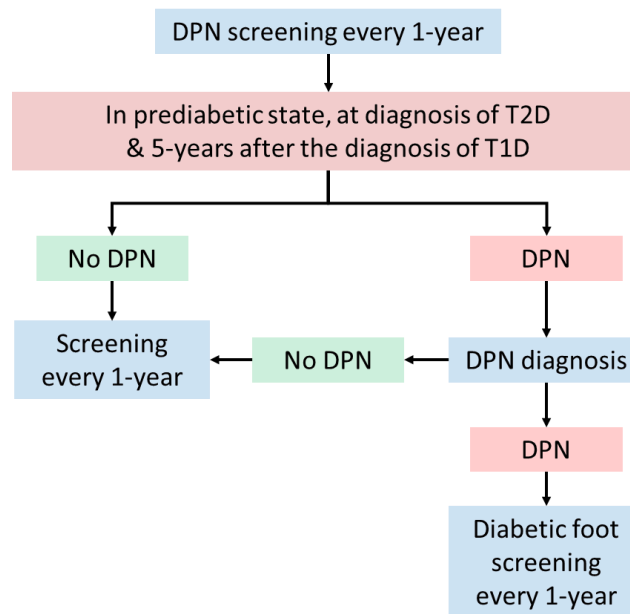 DPN screening every 1-year
In prediabetic state, at diagnosis of T2D
& 5-years after the diagnosis of T1D
No DPN
DPN
Screening
every 1-year
No DPN
DPN diagnosis
DPN
Diabetic foot
screening
every 1-year